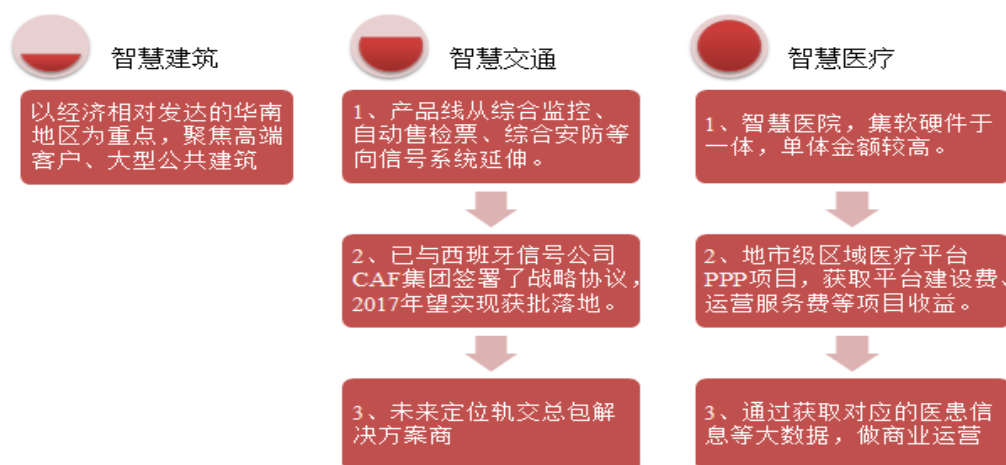 智慧建筑
以经济相对发达的华南
地区为重点，聚焦高端
客户、大型公共建筑
智慧交通
1、产品线从综合监控、
自动售检票、综合安防等
向信号系统延伸。
2、已与西班牙信号公司
CAF集团签署了战略协议，
2017年望实现获批落地。
3、未来定位轨交总包解
决方案商
智慧医疗
1、智慧医院，集软硬件于
一体，单体金额较高。
2、地市级区域医疗平台
PPP项目，获取平台建设费、
运营服务费等项目收益。
3、通过获取对应的医患信
息等大数据，做商业运营